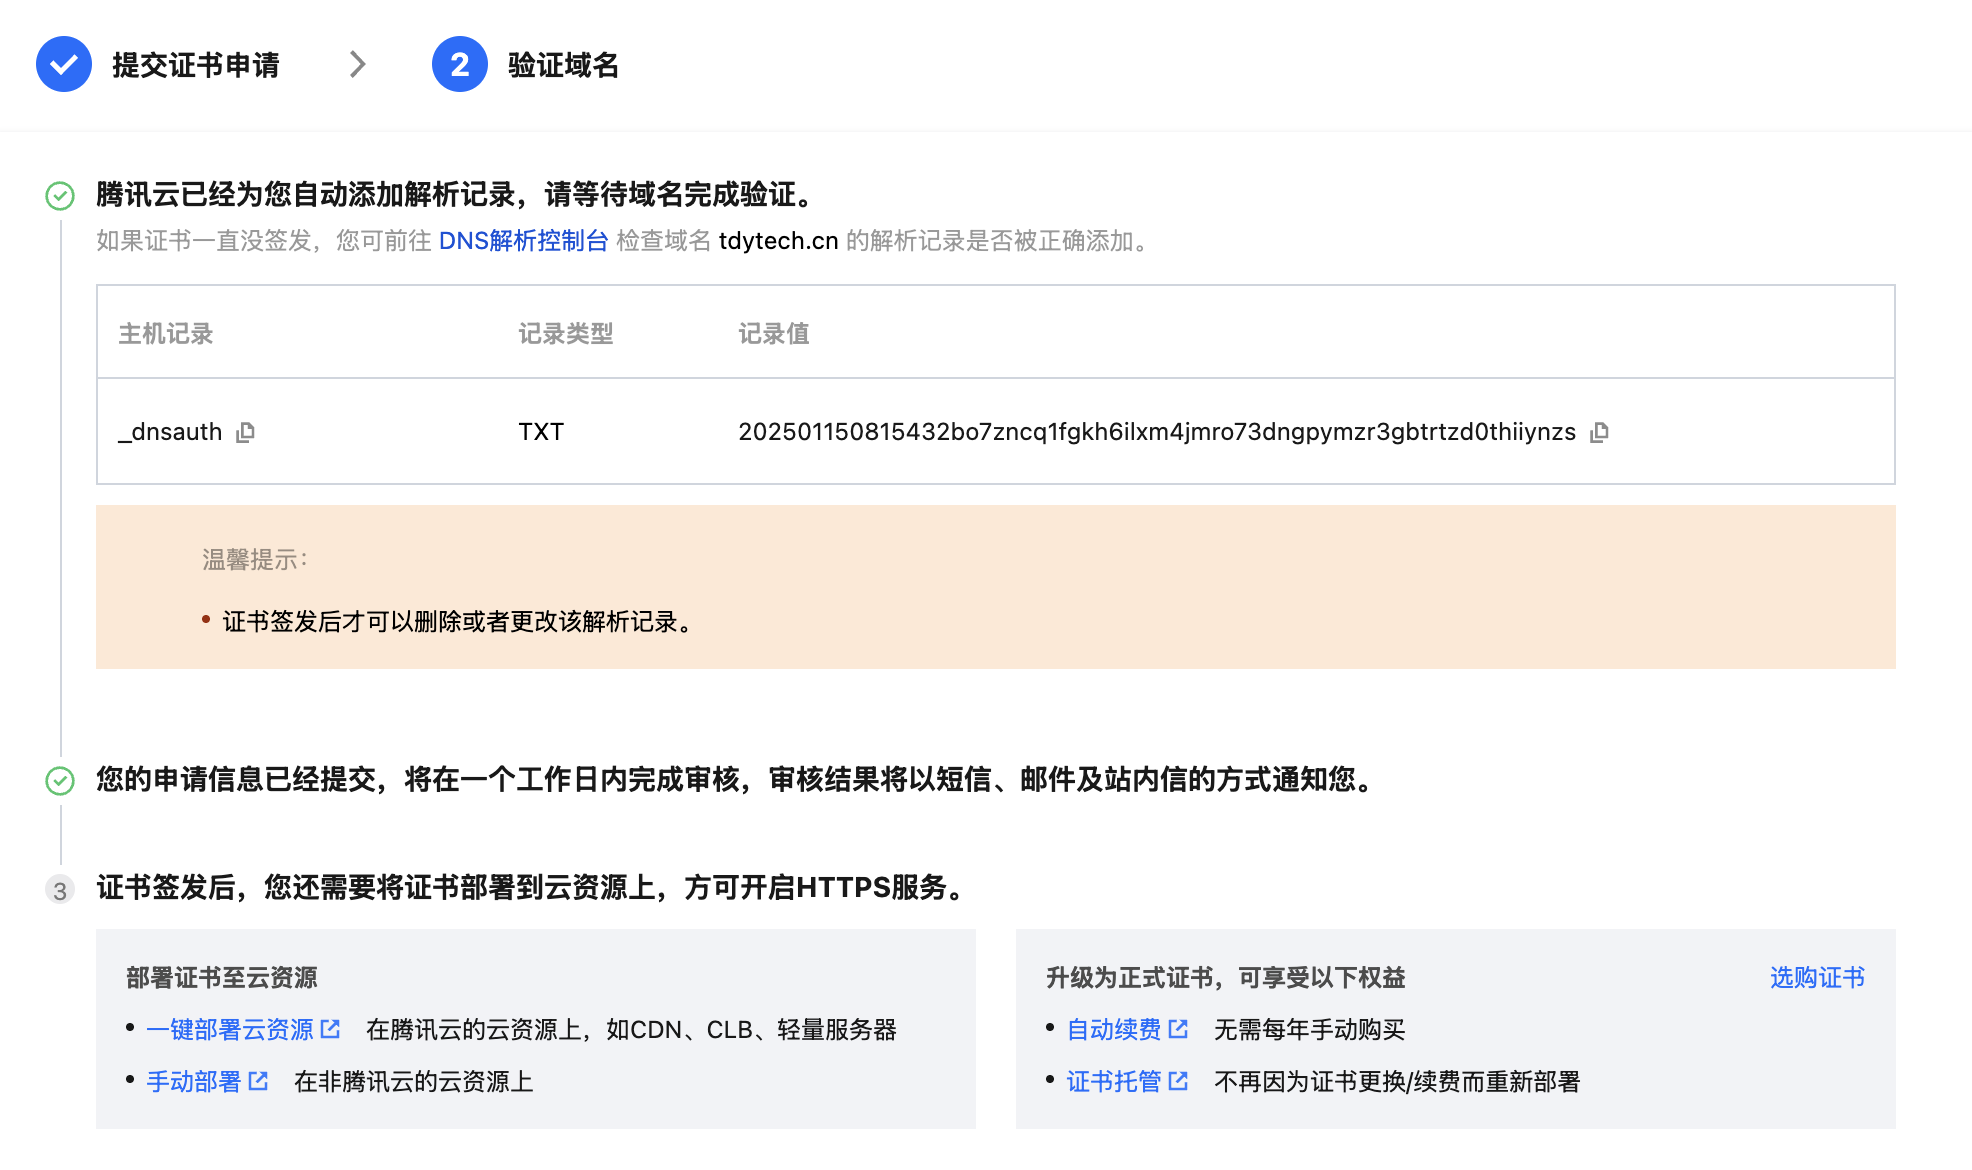 提交证书申请
2 验证域名
腾讯云已经为您自动添加解析记录，请等待域名完成验证。
如果证书一直没签发，您可前往 DNS解析控制台 检查域名 tdytech.cn 的解析记录是否被正确添加。
主机记录 记录类型 记录值
_dnsauth TXT 202501150815432bo7zncq1fgkh6ilxm4jmro73dngpymzr3gbtrtzd0thiiynzs
温馨提示：
• 证书签发后才可以删除或者更改该解析记录。
您的申请信息已经提交，将在一个工作日内完成审核，审核结果将以短信、邮件及站内信的方式通知您。
3 证书签发后，您还需要将证书部署到云资源上，方可开启HTTPS服务。
部署证书至云资源
• 一键部署云资源 在腾讯云的云资源上，如CDN、CLB、轻量服务器
• 手动部署 在非腾讯云的云资源上
升级为正式证书，可享受以下权益 选购证书
• 自动续费 无需每年手动购买
• 证书托管 不再因为证书更换/续费而重新部署